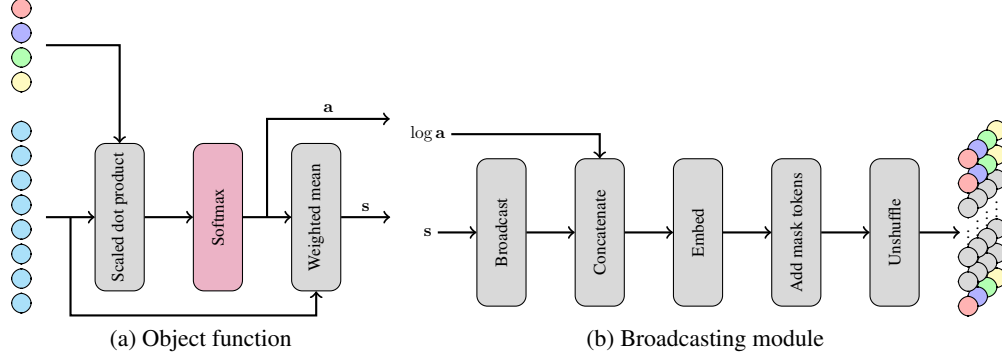 a
log a
Scaled dot product
Softmax
Weighted mean
s
s
Broadcast
Concatenate
Embed
Add mask tokens
Unshuffle
(a) Object function
(b) Broadcasting module